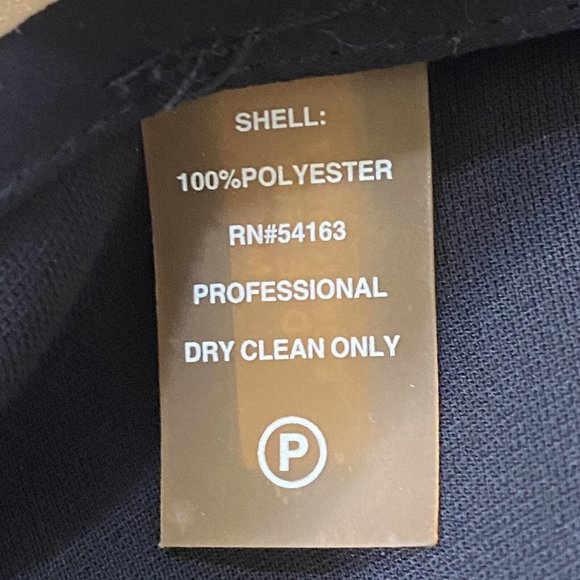 SHELL:
100%POLYESTER
RN#54163
PROFESSIONAL
DRY CLEAN ONLY
P